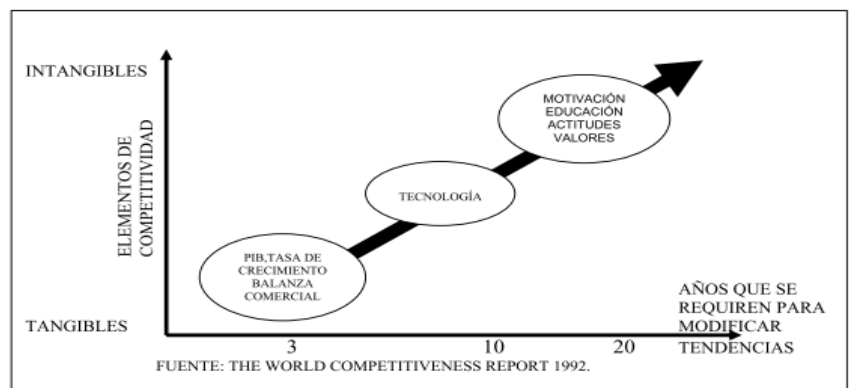 INTANGIBLES
ELEMENTOS DE
COMPETITIVIDAD
MOTIVACIÓN
EDUCACIÓN
ACTITUDES
VALORES
TECNOLOGÍA
PIB,TASA DE
CRECIMIENTO
BALANZA
COMERCIAL
TANGIBLES
AÑOS QUE SE
REQUIREN PARA
MODIFICAR
TENDENCIAS
3
10
20
FUENTE: THE WORLD COMPETITIVENESS REPORT 1992.